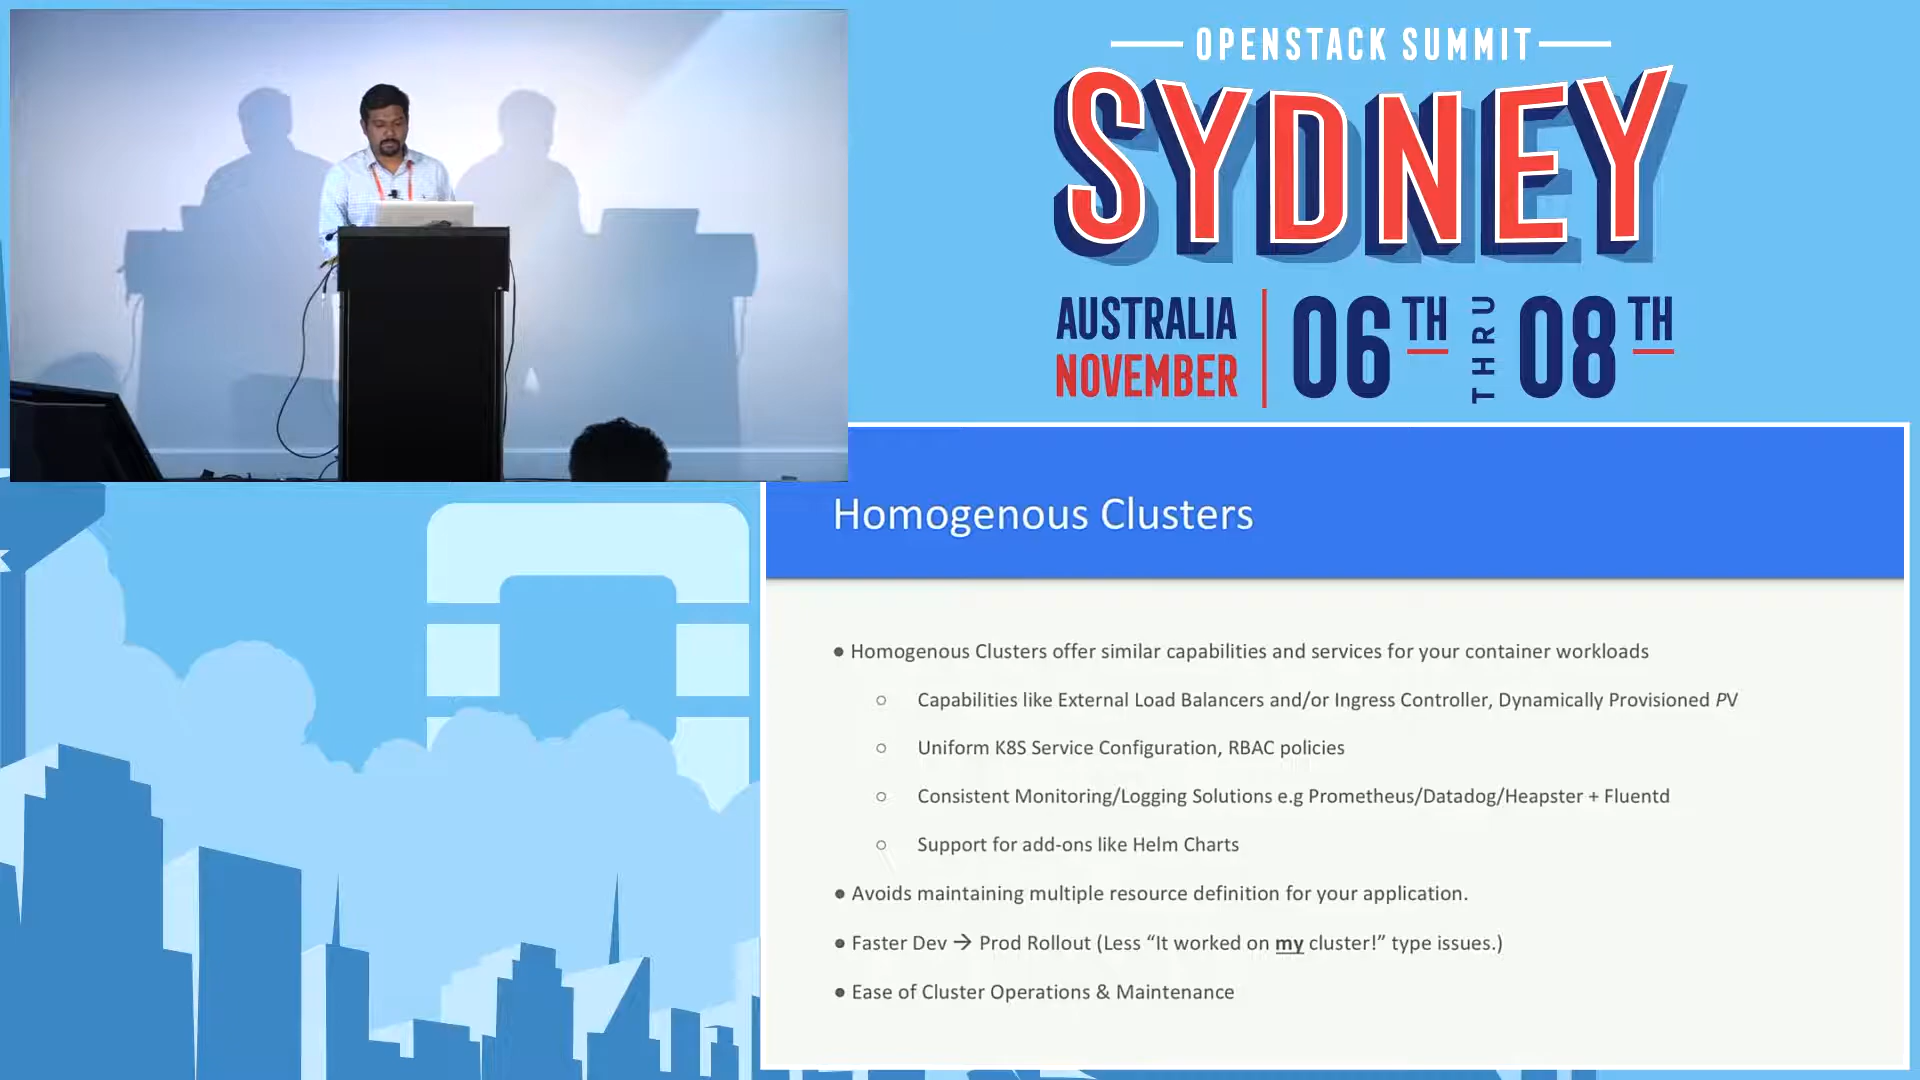 OPENSTACK SUMMIT
SYDNEY
AUSTRALIA
NOVEMBER
06TH THRU 08TH
Homogenous Clusters
● Homogenous Clusters offer similar capabilities and services for your container workloads
○ Capabilities like External Load Balancers and/or Ingress Controller, Dynamically Provisioned PV
○ Uniform K8S Service Configuration, RBAC policies
○ Consistent Monitoring/Logging Solutions e.g Prometheus/Datadog/Heapster + Fluentd
○ Support for add-ons like Helm Charts
● Avoids maintaining multiple resource definition for your application.
● Faster Dev → Prod Rollout (Less “It worked on my cluster!” type issues.)
● Ease of Cluster Operations & Maintenance